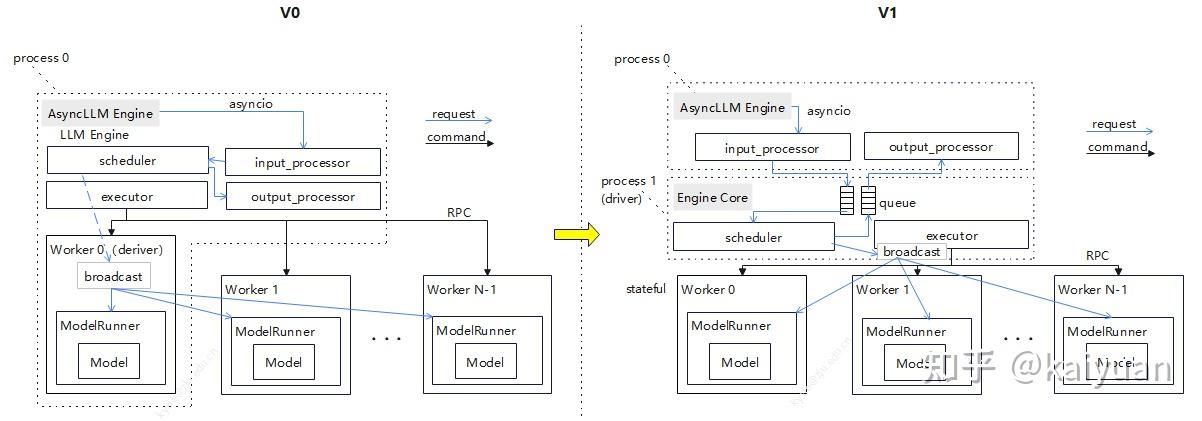 V0
process 0
AsyncLLM Engine
asyncio
LLM Engine
scheduler
input_processor
executor
output_processor
request
command
RPC
Worker 0 (deriver)
broadcast
ModelRunner
Model
Worker 1
ModelRunner
Model
...
Worker N-1
ModelRunner
Model
V1
process 0
AsyncLLM Engine
asyncio
input_processor
output_processor
request
command
process 1
(driver)
Engine Core
queue
scheduler
executor
broadcast
RPC
stateful
Worker 0
ModelRunner
Model
Worker 1
ModelRunner
Model
...
Worker N-1
ModelRunner
Model
知乎 @kaiyuan